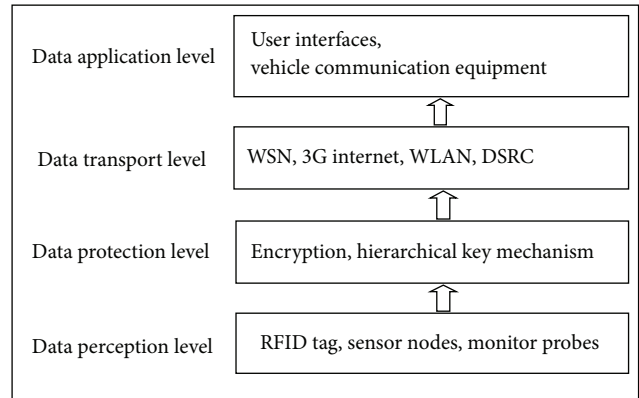 Data application level
User interfaces,
vehicle communication equipment
Data transport level
WSN, 3G internet, WLAN, DSRC
Data protection level
Encryption, hierarchical key mechanism
Data perception level
RFID tag, sensor nodes, monitor probes